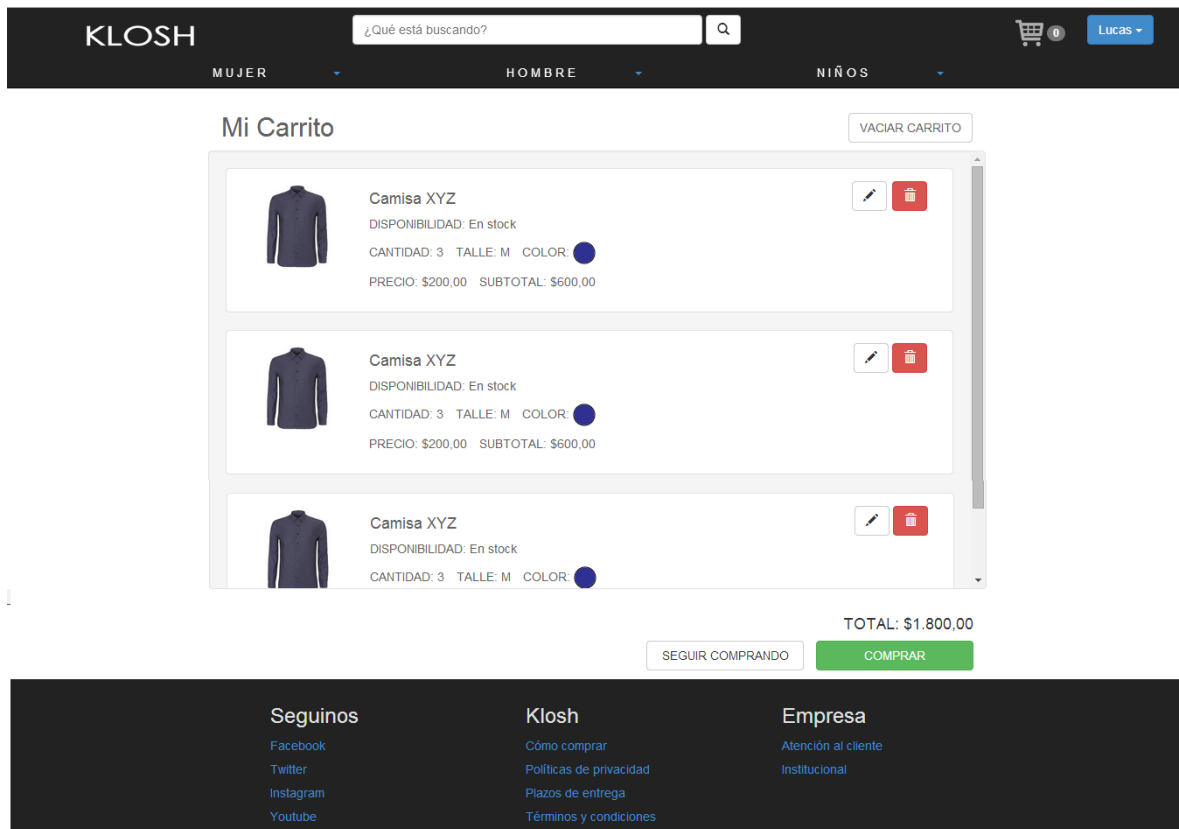 KLOSH
¿Qué está buscando?
0
Lucas
MUJER
HOMBRE
NIÑOS
Mi Carrito
VACIAR CARRITO
Camisa XYZ
DISPONIBILIDAD: En stock
CANTIDAD: 3 TALLE: M COLOR:
PRECIO: $200,00 SUBTOTAL: $600,00
Camisa XYZ
DISPONIBILIDAD: En stock
CANTIDAD: 3 TALLE: M COLOR:
PRECIO: $200,00 SUBTOTAL: $600,00
Camisa XYZ
DISPONIBILIDAD: En stock
CANTIDAD: 3 TALLE: M COLOR:
TOTAL: $1.800,00
SEGUIR COMPRANDO
COMPRAR
Seguinos
Facebook
Twitter
Instagram
Youtube
Klosh
Cómo comprar
Políticas de privacidad
Plazos de entrega
Términos y condiciones
Empresa
Atención al cliente
Institucional